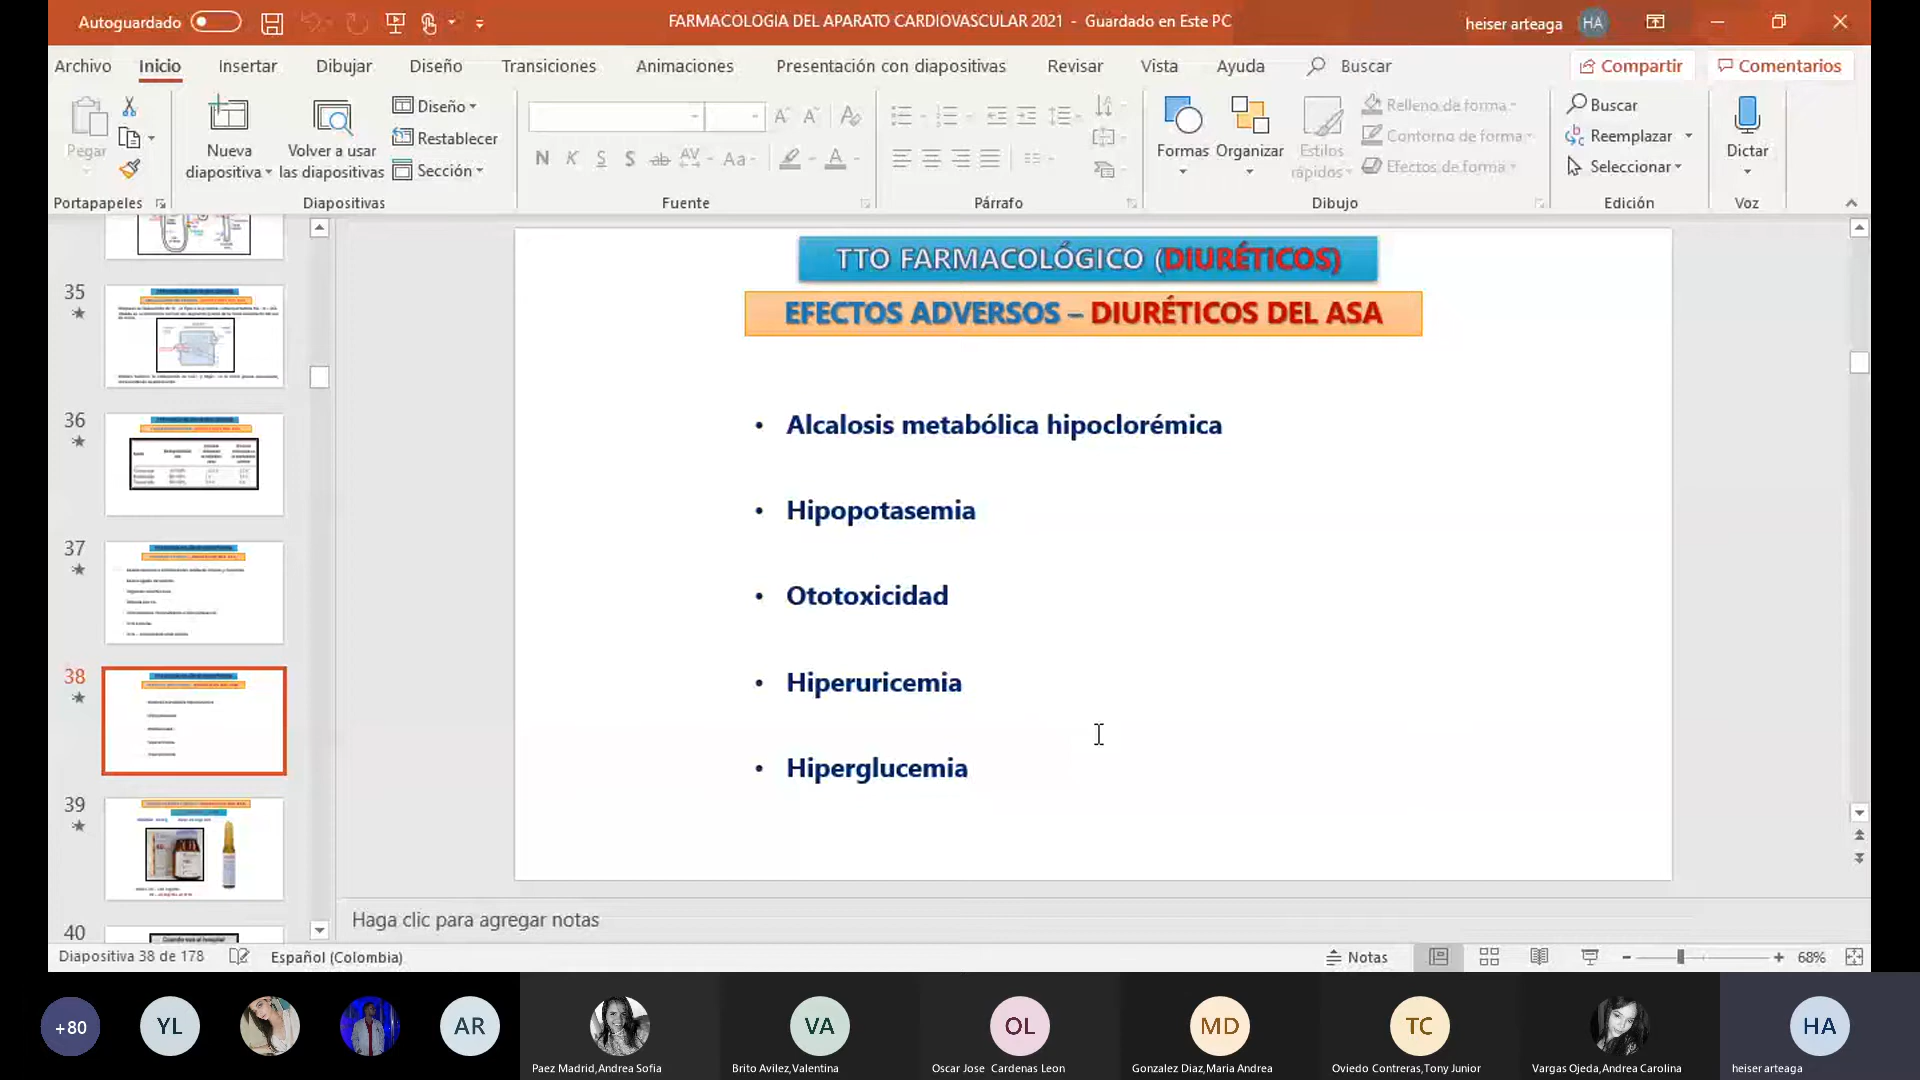 Autoguardado
FARMACOLOGIA DEL APARATO CARDIOVASCULAR 2021 - Guardado en Este PC
heiser arteaga
HA
Archivo Inicio Insertar Dibujar Diseño Transiciones Animaciones Presentación con diapositivas Revisar Vista Ayuda Buscar
Compartir Comentarios
Pegar
Nueva diapositiva
Volver a usar las diapositivas
Diseño
Restablecer
Sección
N K S S ab AV Aa A
Formas
Organizar
Estilos rápidos
Relleno de forma
Contorno de forma
Efectos de forma
Buscar
Reemplazar
Seleccionar
Dictar
Portapapeles Diapositivas Fuente Párrafo Dibujo Edición Voz
35
36
37
38
39
40
TTO FARMACOLÓGICO (DIURÉTICOS)
EFECTOS ADVERSOS – DIURÉTICOS DEL ASA
• Alcalosis metabólica hipoclorémica
• Hipopotasemia
• Ototoxicidad
• Hiperuricemia
• Hiperglucemia
Haga clic para agregar notas
Diapositiva 38 de 178
Español (Colombia)
Notas
68%
+80
YL
AR
VA
OL
MD
TC
HA
Paez Madrid,Andrea Sofia
Brito Avilez,Valentina
Oscar Jose Cardenas Leon
Gonzalez Diaz,Maria Andrea
Oviedo Contreras,Tony Junior
Vargas Ojeda,Andrea Carolina
heiser arteaga